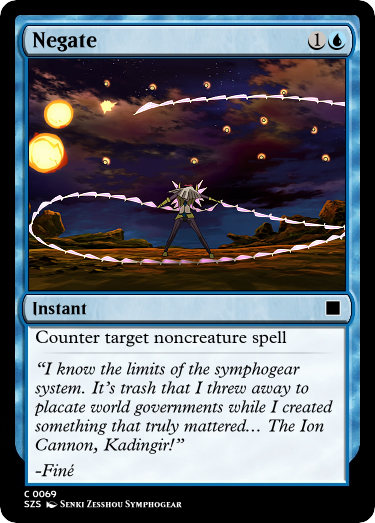 Negate 1
Instant
Counter target noncreature spell
“I know the limits of the symphogear
system. It’s trash that I threw away to
placate world governments while I created
something that truly mattered… The Ion
Cannon, Kadingir!”
-Finé
C 0069
SZS Senki Zesshou Symphogear